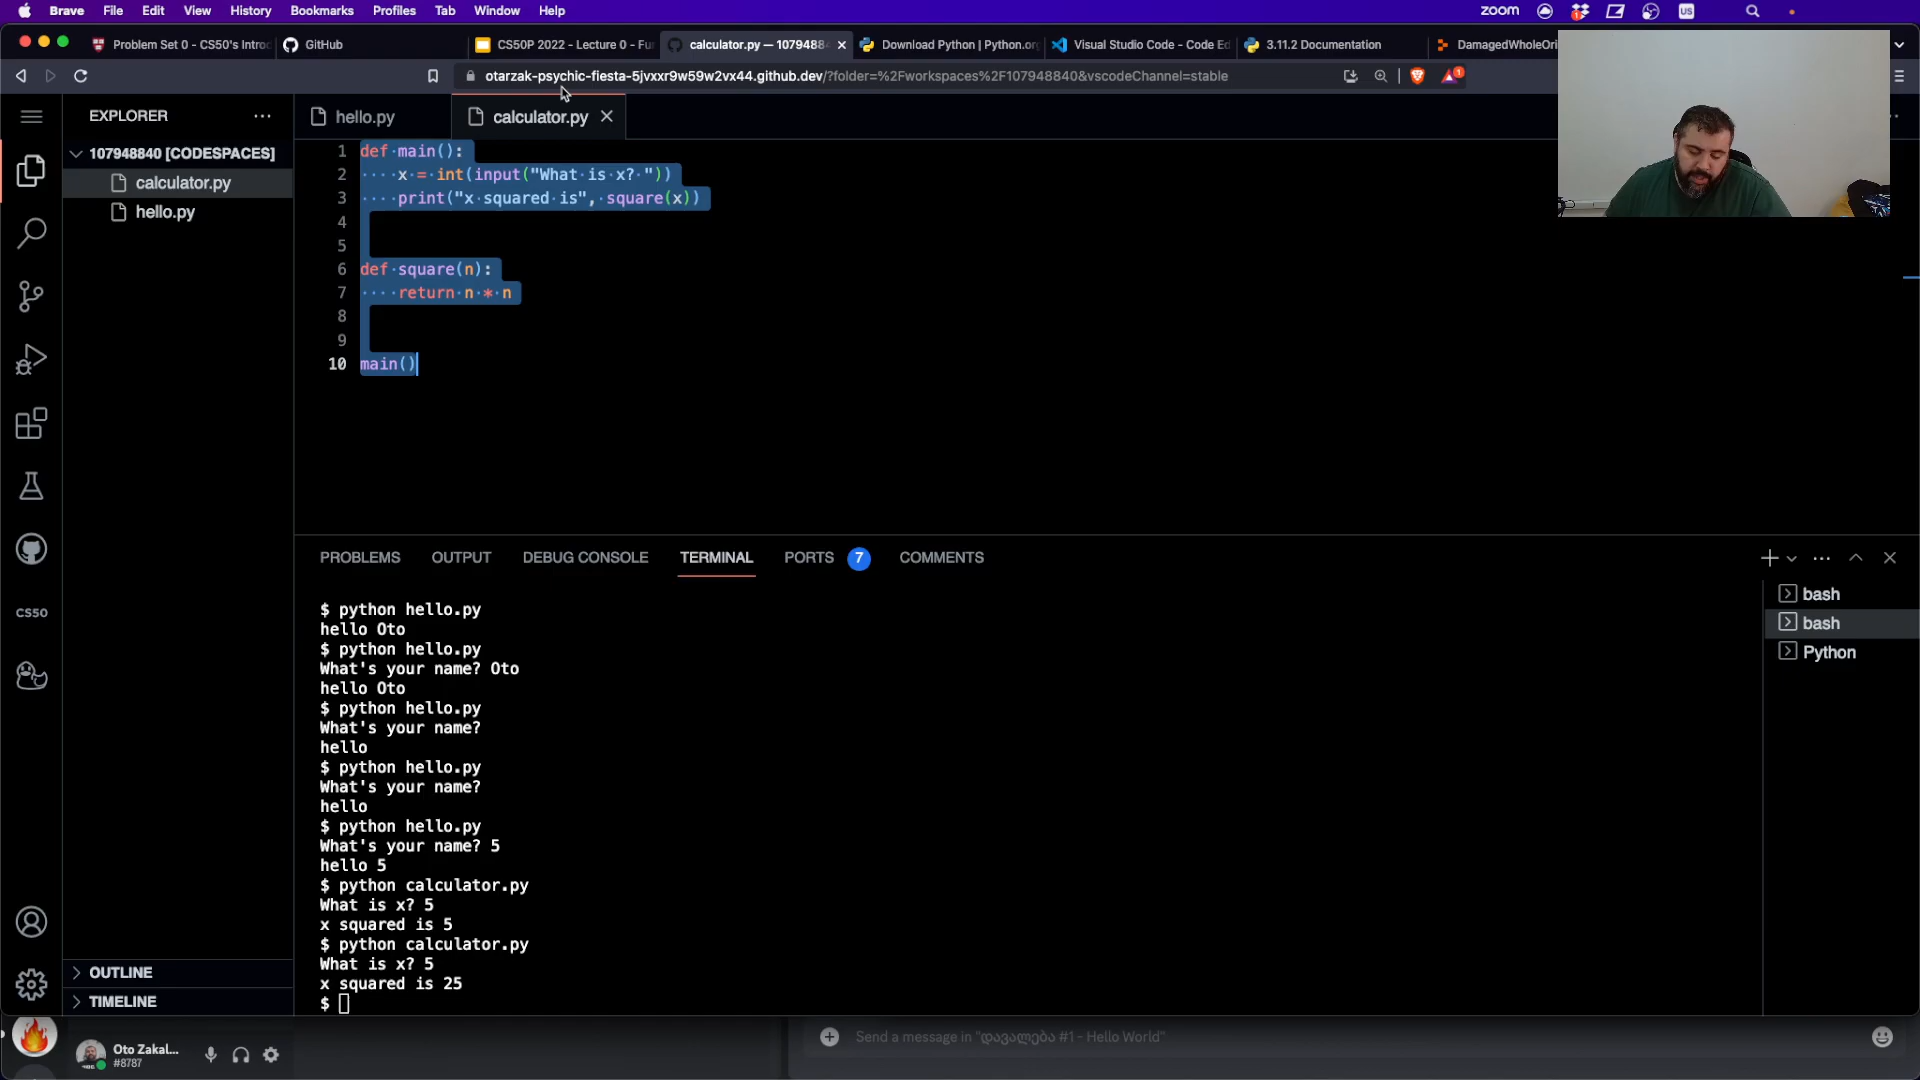 Brave File Edit View History Bookmarks Profiles Tab Window Help zoom US
Problem Set 0 - CS50's Introd GitHub CS50P 2022 - Lecture 0 - Fu calculator.py — 10794884 Download Python | Python.or Visual Studio Code - Code Ed 3.11.2 Documentation DamagedWholeOri
otarzak-psychic-fiesta-5jvxxr9w59w2vx44.github.dev/?folder=%2Fworkspaces%2F107948840&vscodeChannel=stable 1
EXPLORER
107948840 [CODESPACES]
calculator.py
hello.py
CS50
OUTLINE
TIMELINE
hello.py calculator.py
1 def main():
2 x = int(input("What is x? "))
3 print("x squared is", square(x))
4
5
6 def square(n):
7 return n * n
8
9
10 main()
PROBLEMS OUTPUT DEBUG CONSOLE TERMINAL PORTS 7 COMMENTS
$ python hello.py
hello Oto
$ python hello.py
What's your name? Oto
hello Oto
$ python hello.py
What's your name?
hello
$ python hello.py
What's your name?
hello
$ python hello.py
What's your name? 5
hello 5
$ python calculator.py
What is x? 5
x squared is 5
$ python calculator.py
What is x? 5
x squared is 25
$
bash
bash
Python
Oto Zakal...
#8787
Send a message in "დავალება #1 - Hello World"